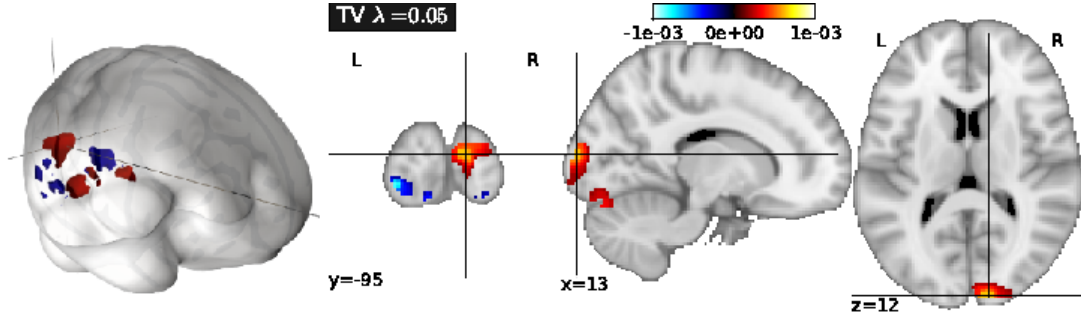 TV λ=0.05
-1e-03 0e+00 1e-03
L R
L R
y=-95
x=13
z=12